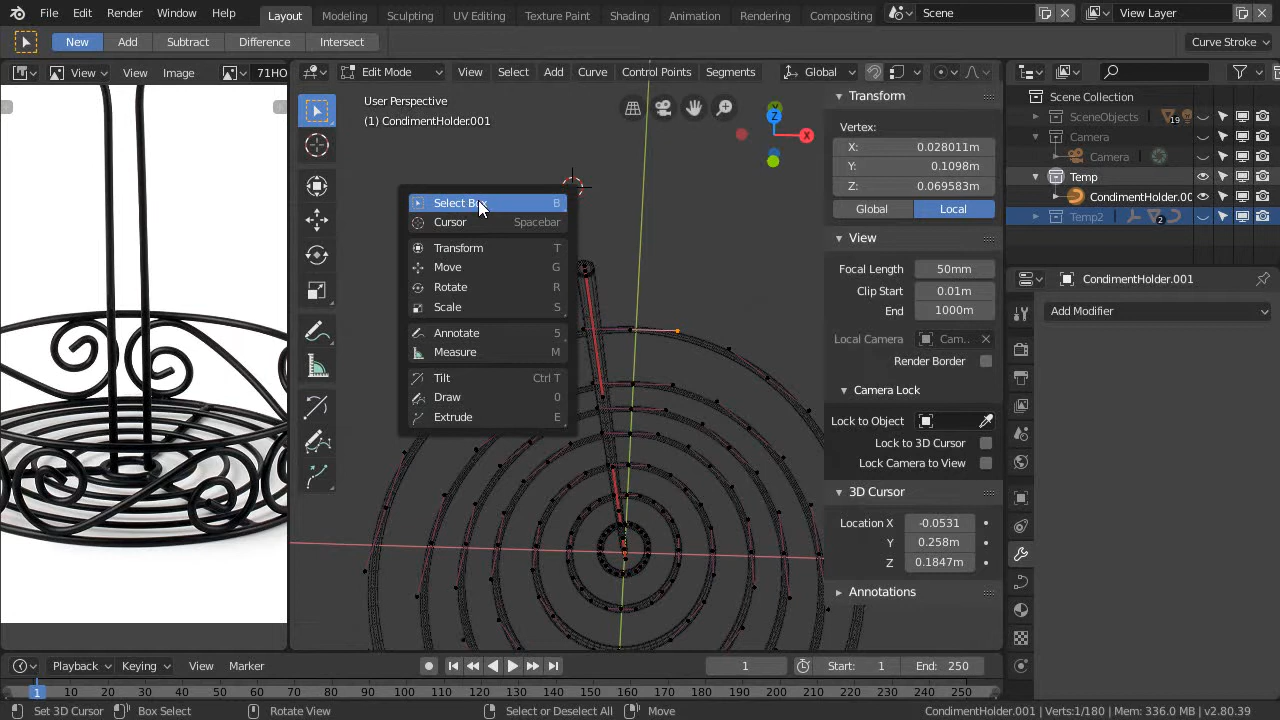 File Edit Render Window Help Layout Modeling Sculpting UV Editing Texture Paint Shading Animation Rendering Compositing Scene View Layer
New Add Subtract Difference Intersect Curve Stroke
View View Image 71HO Edit Mode View Select Add Curve Control Points Segments Global
User Perspective
(1) CondimentHolder.001
Z
X
Select Box B
Cursor Spacebar
Transform T
Move G
Rotate R
Scale S
Annotate 5
Measure M
Tilt Ctrl T
Draw 0
Extrude E
Transform
Vertex:
X: 0.028011m
Y: 0.1098m
Z: 0.069583m
Global Local
View
Focal Length 50mm
Clip Start 0.01m
End 1000m
Local Camera Cam..
Render Border
Camera Lock
Lock to Object
Lock to 3D Cursor
Lock Camera to View
3D Cursor
Location X -0.0531
Y 0.258m
Z 0.1847m
Annotations
Scene Collection
SceneObjects 19
Camera
Camera
Temp
CondimentHolder.00
Temp2 2
CondimentHolder.001
Add Modifier
Playback Keying View Marker 1 Start: 1 End: 250
1 10 20 30 40 50 60 70 80 90 100 110 120 130 140 150 160 170 180 190 200 210 220 230 240 250
Set 3D Cursor Box Select Rotate View Select or Deselect All Move CondimentHolder.001 | Verts:1/180 | Mem: 336.0 MB | v2.80.39